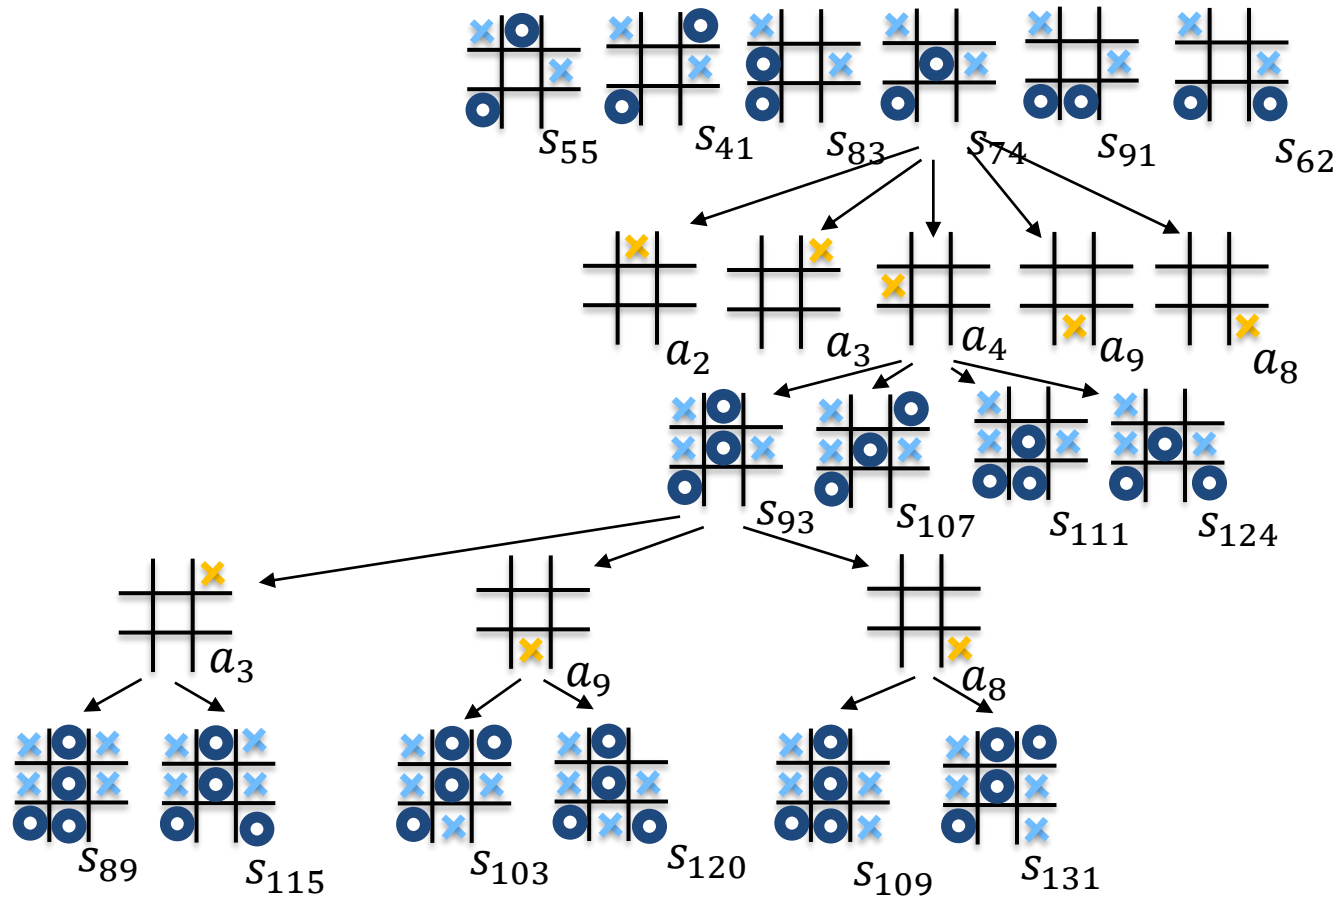 s₅₅ s₄₁ s₈₃ s₇₄ s₉₁ s₆₂
a₂ a₃ a₄ a₉ a₈
s₉₃ s₁₀₇ s₁₁₁ s₁₂₄
a₃ a₉ a₈
s₈₉ s₁₁₅ s₁₀₃ s₁₂₀ s₁₀₉ s₁₃₁